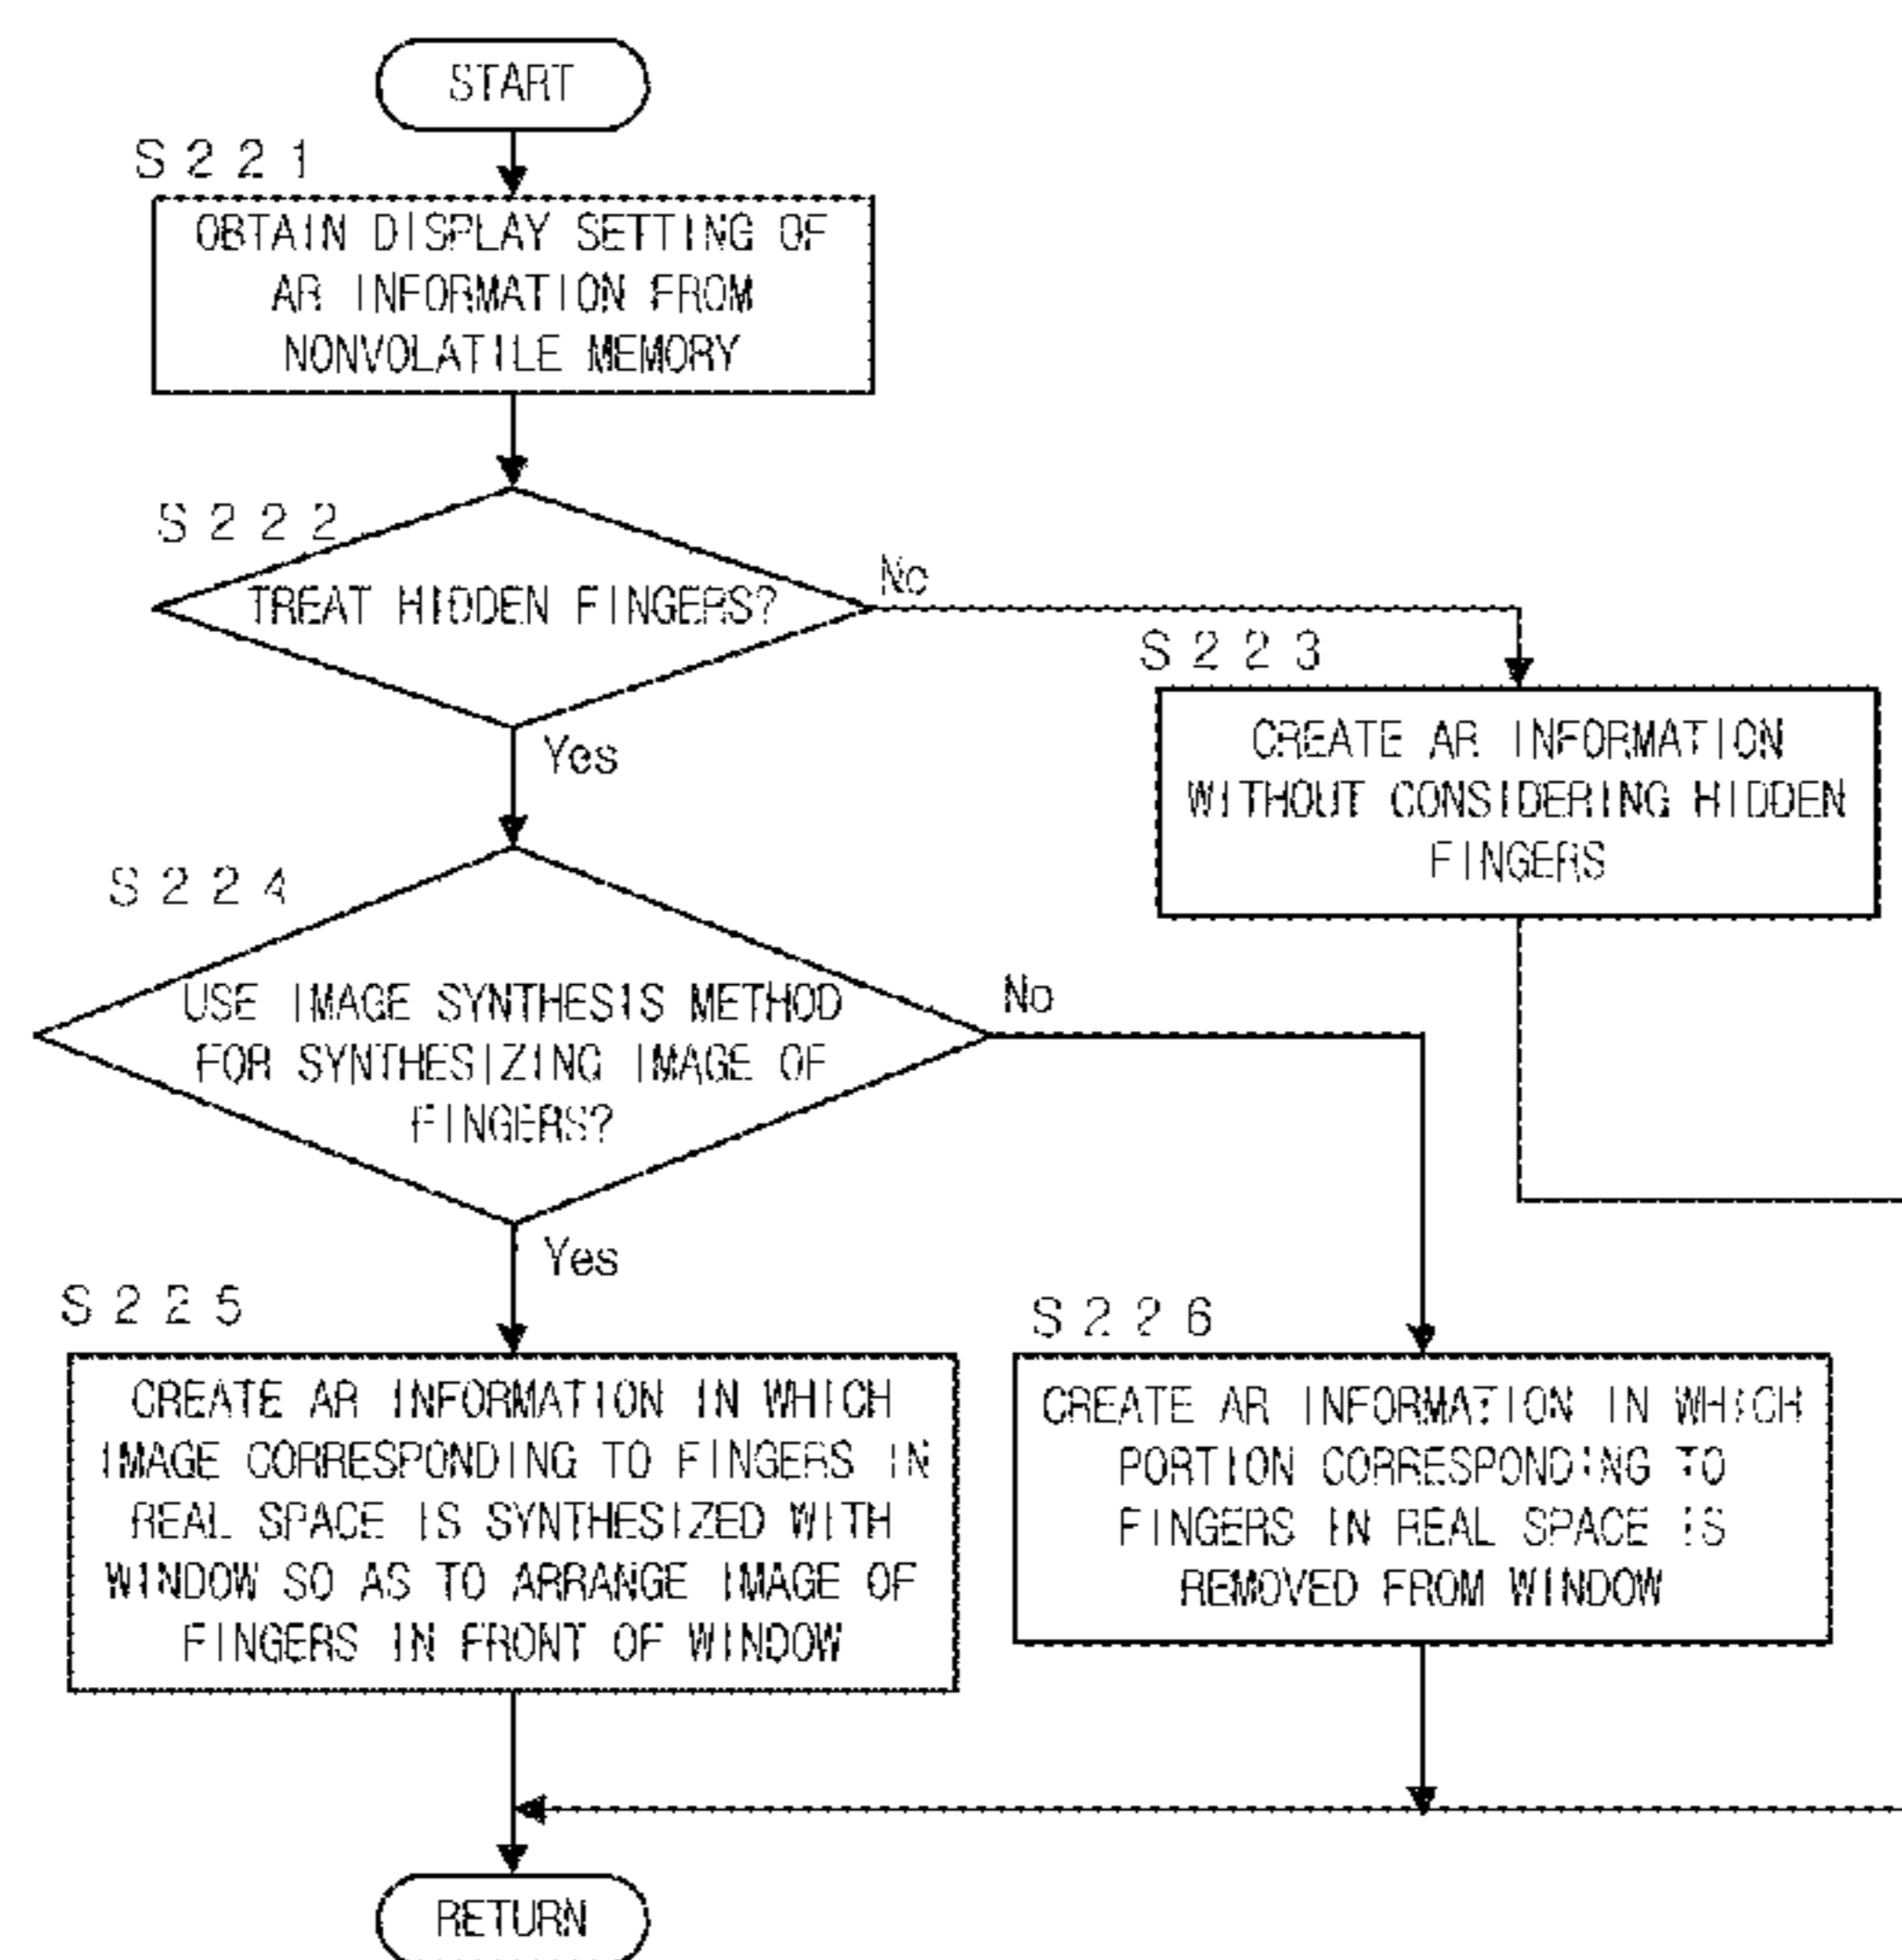 START
S221
OBTAIN DISPLAY SETTING OF
AR INFORMATION FROM
NONVOLATILE MEMORY
S222
TREAT HIDDEN FINGERS?
No
Yes
S223
CREATE AR INFORMATION
WITHOUT CONSIDERING HIDDEN
FINGERS
S224
USE IMAGE SYNTHESIS METHOD
FOR SYNTHESIZING IMAGE OF
FINGERS?
No
Yes
S225
CREATE AR INFORMATION IN WHICH
IMAGE CORRESPONDING TO FINGERS IN
REAL SPACE IS SYNTHESIZED WITH
WINDOW SO AS TO ARRANGE IMAGE OF
FINGERS IN FRONT OF WINDOW
S226
CREATE AR INFORMATION IN WHICH
PORTION CORRESPONDING TO
FINGERS IN REAL SPACE IS
REMOVED FROM WINDOW
RETURN